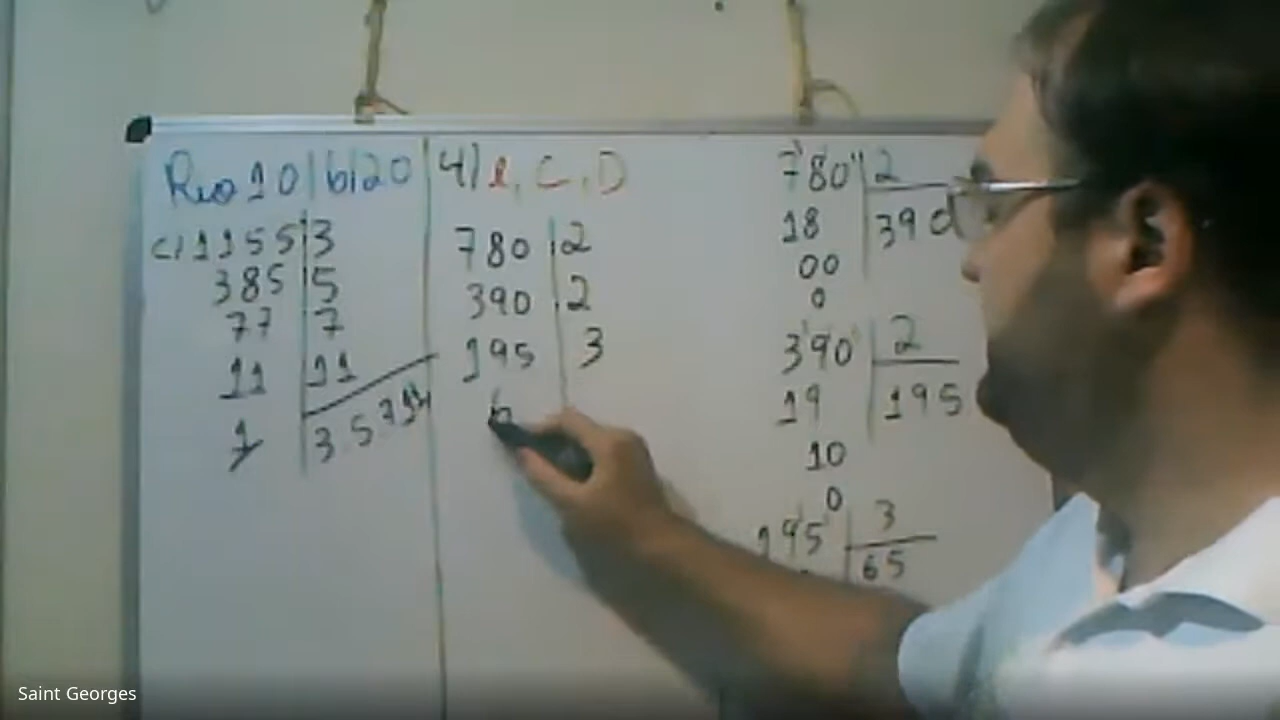 10 | b) 20 | 4) e, C, D
c) 1155 | 3
385 | 5
77 | 7
11 | 11
1 | 3.5.7.11
780 | 2
390 | 2
195 | 3
6
780 | 2
18 390
00
0
390 | 2
19 195
10
0
195 | 3
65
Saint Georges